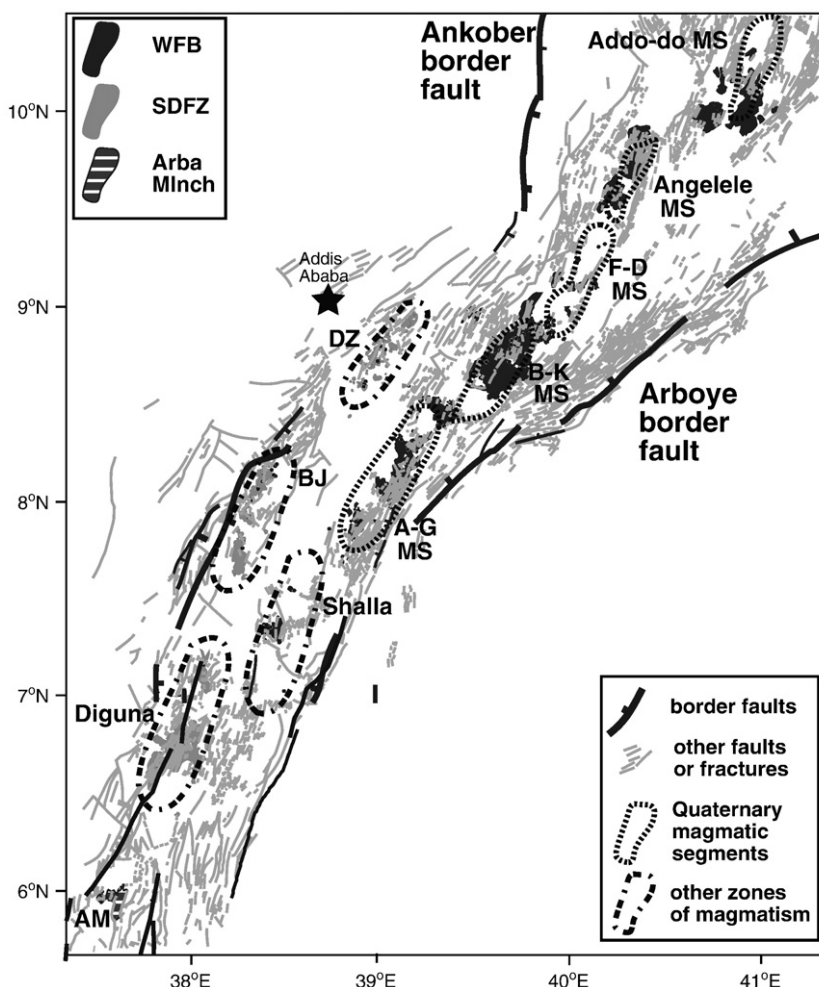 WFB
SDFZ
Arba
MInch
Ankober
border
fault
Addo-do MS
10°N
Angelele
MS
Addis
Ababa
F-D
MS
9°N
DZ
B-K
MS
Arboye
border
fault
BJ
8°N
A-G
MS
Shalla
7°N
Diguna
border faults
other faults
or fractures
Quaternary
magmatic
segments
other zones
of magmatism
6°N
AM
38°E
39°E
40°E
41°E